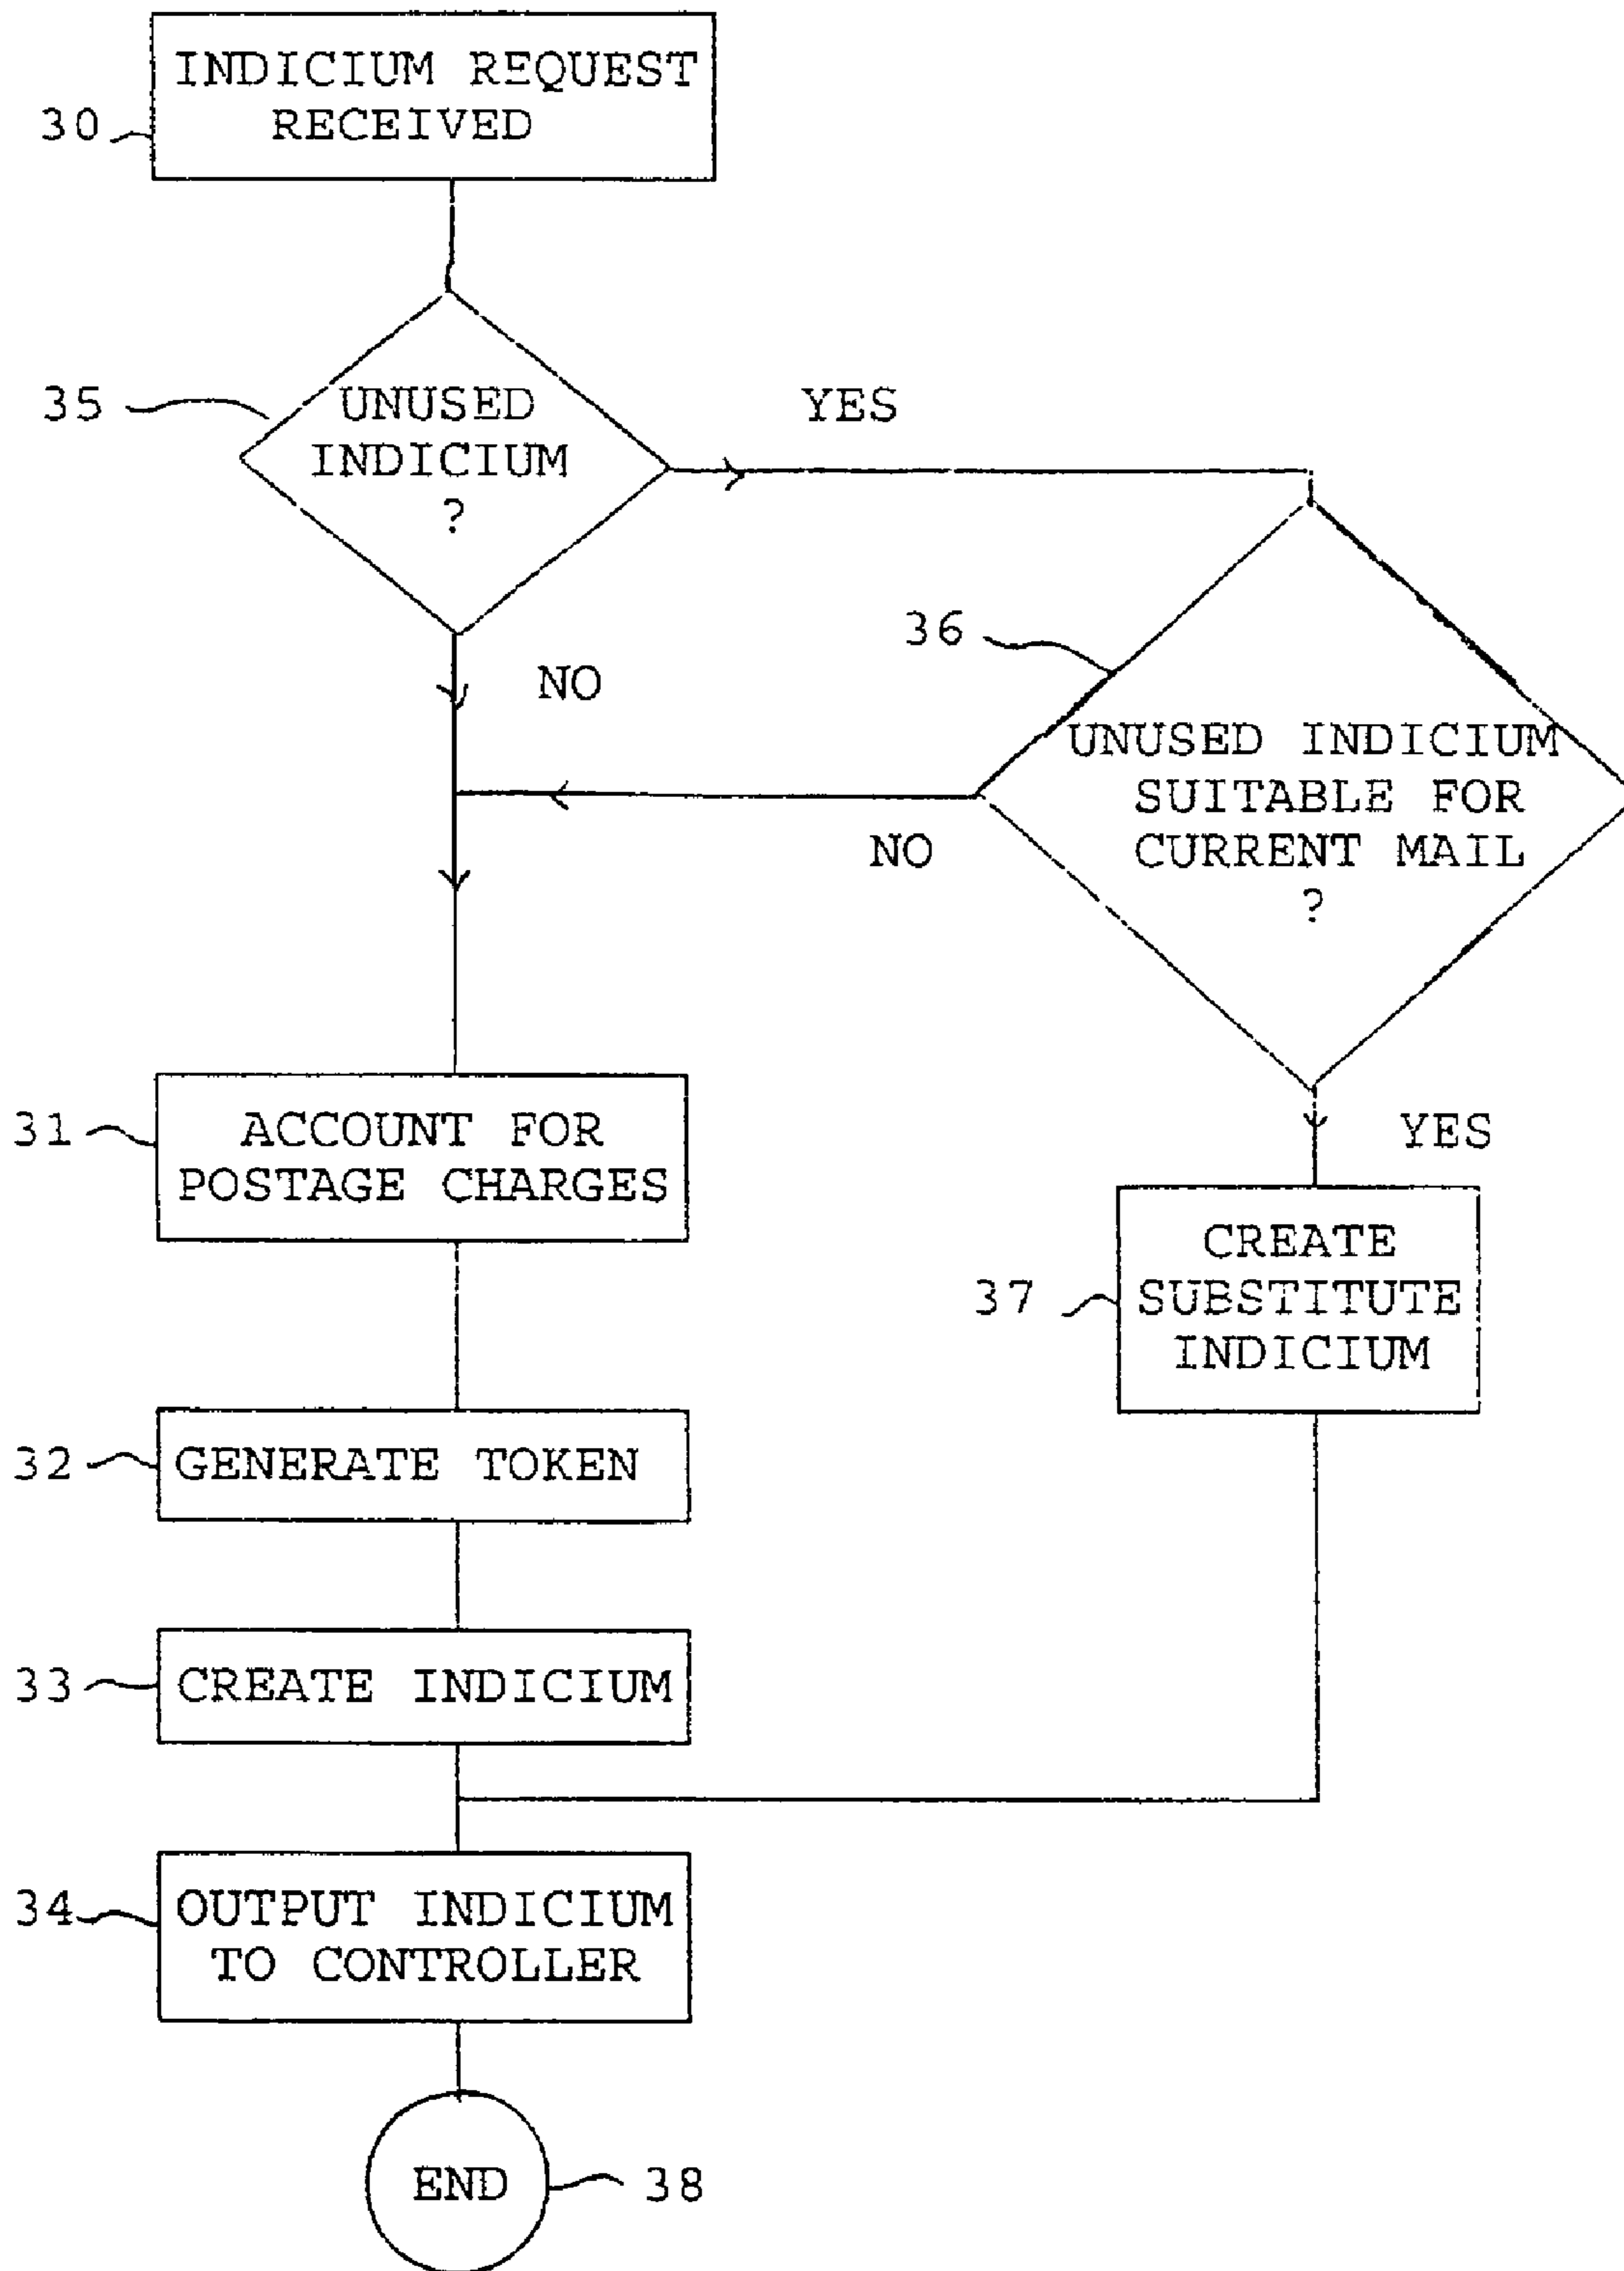 INDICIUM REQUEST
RECEIVED
30
35
UNUSED
INDICIUM
?
YES
NO
36
UNUSED INDICIUM
SUITABLE FOR
CURRENT MAIL
?
NO
YES
31
ACCOUNT FOR
POSTAGE CHARGES
37
CREATE
SUBSTITUTE
INDICIUM
32
GENERATE TOKEN
33
CREATE INDICIUM
34
OUTPUT INDICIUM
TO CONTROLLER
END
38